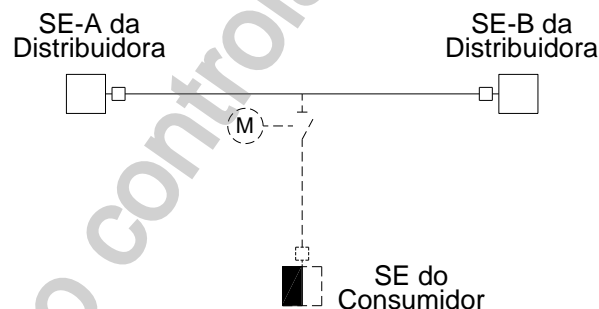 SE-A da
Distribuidora
SE-B da
Distribuidora
M
SE do
Consumidor